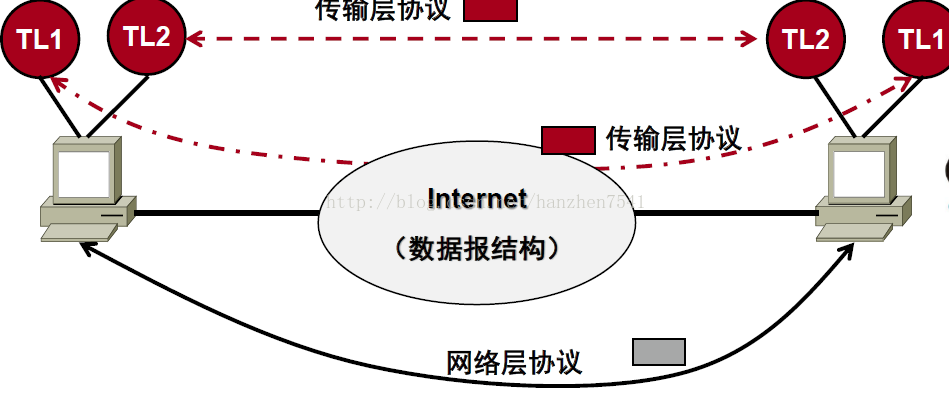 传输层协议
TL1 TL2 TL2 TL1
传输层协议
Internet
http://blog.csdn.net/hanzhen7541
（数据报结构）
网络层协议